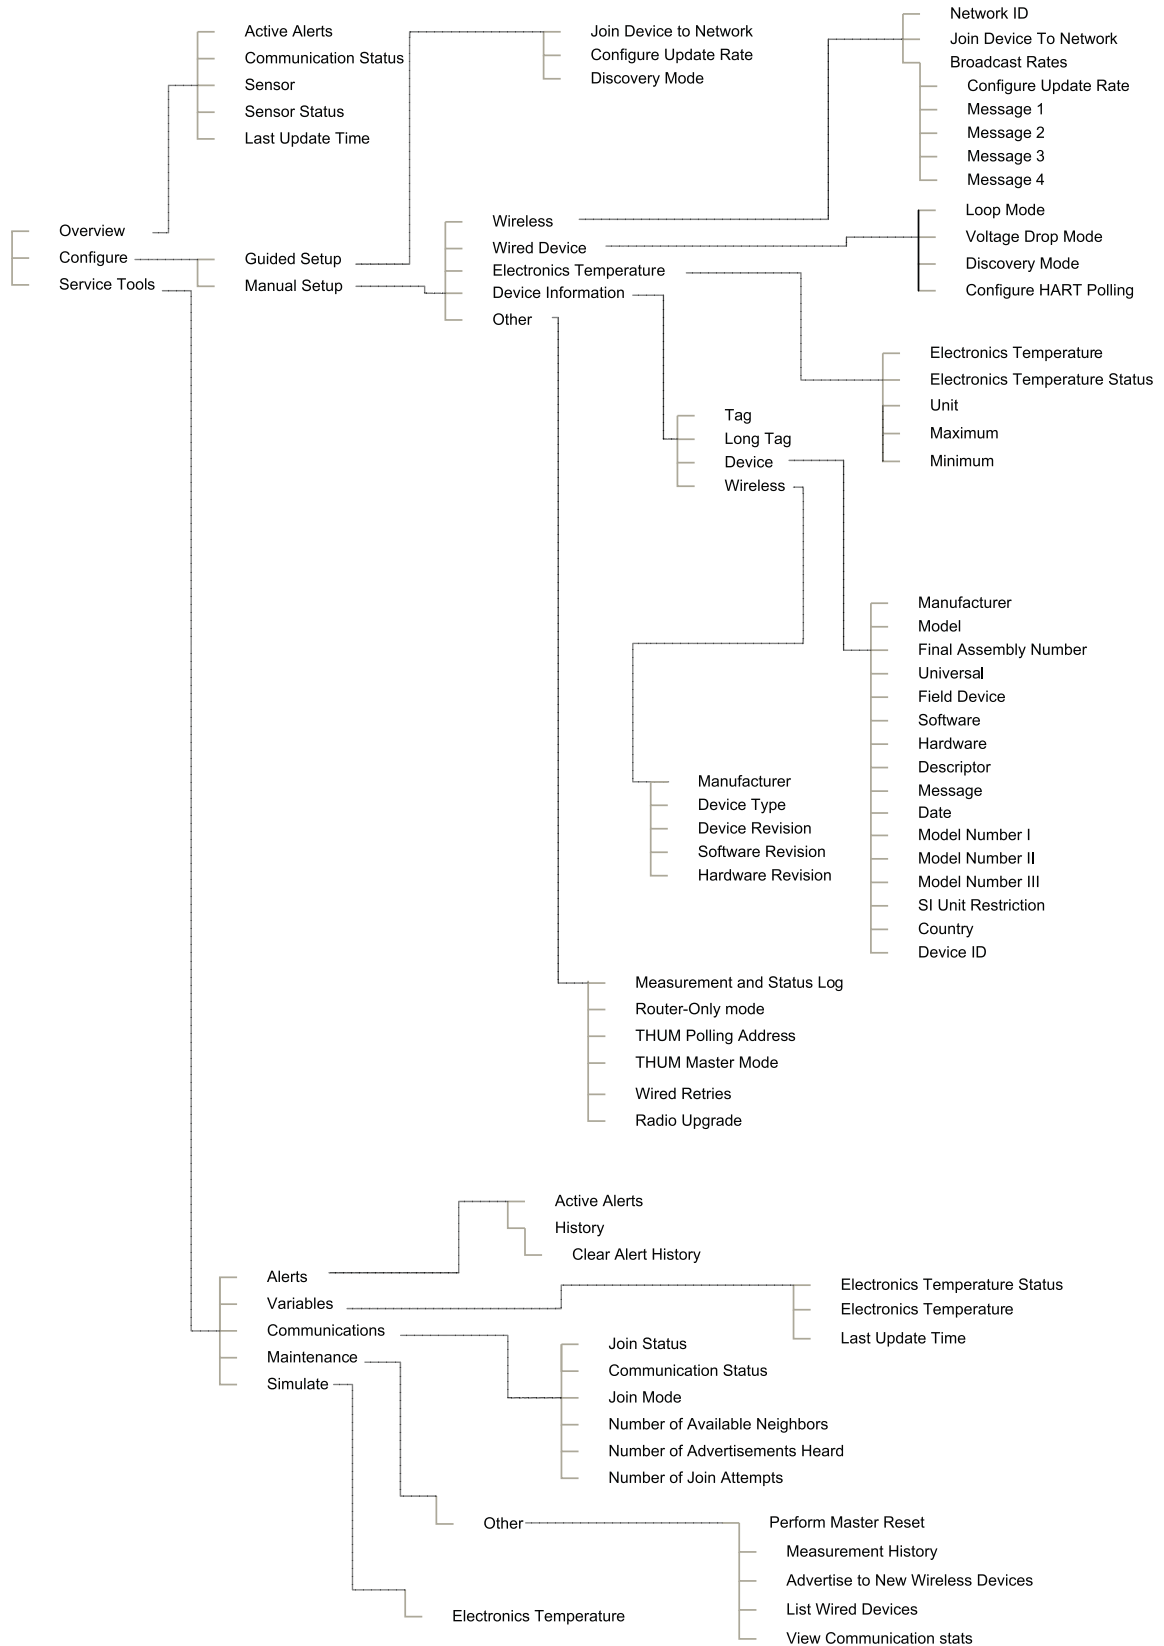 Overview
Configure
Service Tools
Active Alerts
Communication Status
Sensor
Sensor Status
Last Update Time
Guided Setup
Manual Setup
Join Device to Network
Configure Update Rate
Discovery Mode
Wireless
Wired Device
Electronics Temperature
Device Information
Other
Network ID
Join Device To Network
Broadcast Rates
Configure Update Rate
Message 1
Message 2
Message 3
Message 4
Loop Mode
Voltage Drop Mode
Discovery Mode
Configure HART Polling
Electronics Temperature
Electronics Temperature Status
Unit
Maximum
Minimum
Tag
Long Tag
Device
Wireless
Manufacturer
Model
Final Assembly Number
Universal
Field Device
Software
Hardware
Descriptor
Message
Date
Model Number I
Model Number II
Model Number III
SI Unit Restriction
Country
Device ID
Manufacturer
Device Type
Device Revision
Software Revision
Hardware Revision
Measurement and Status Log
Router-Only mode
THUM Polling Address
THUM Master Mode
Wired Retries
Radio Upgrade
Alerts
Variables
Communications
Maintenance
Simulate
Active Alerts
History
Clear Alert History
Electronics Temperature Status
Electronics Temperature
Last Update Time
Join Status
Communication Status
Join Mode
Number of Available Neighbors
Number of Advertisements Heard
Number of Join Attempts
Other
Perform Master Reset
Measurement History
Advertise to New Wireless Devices
List Wired Devices
View Communication stats
Electronics Temperature